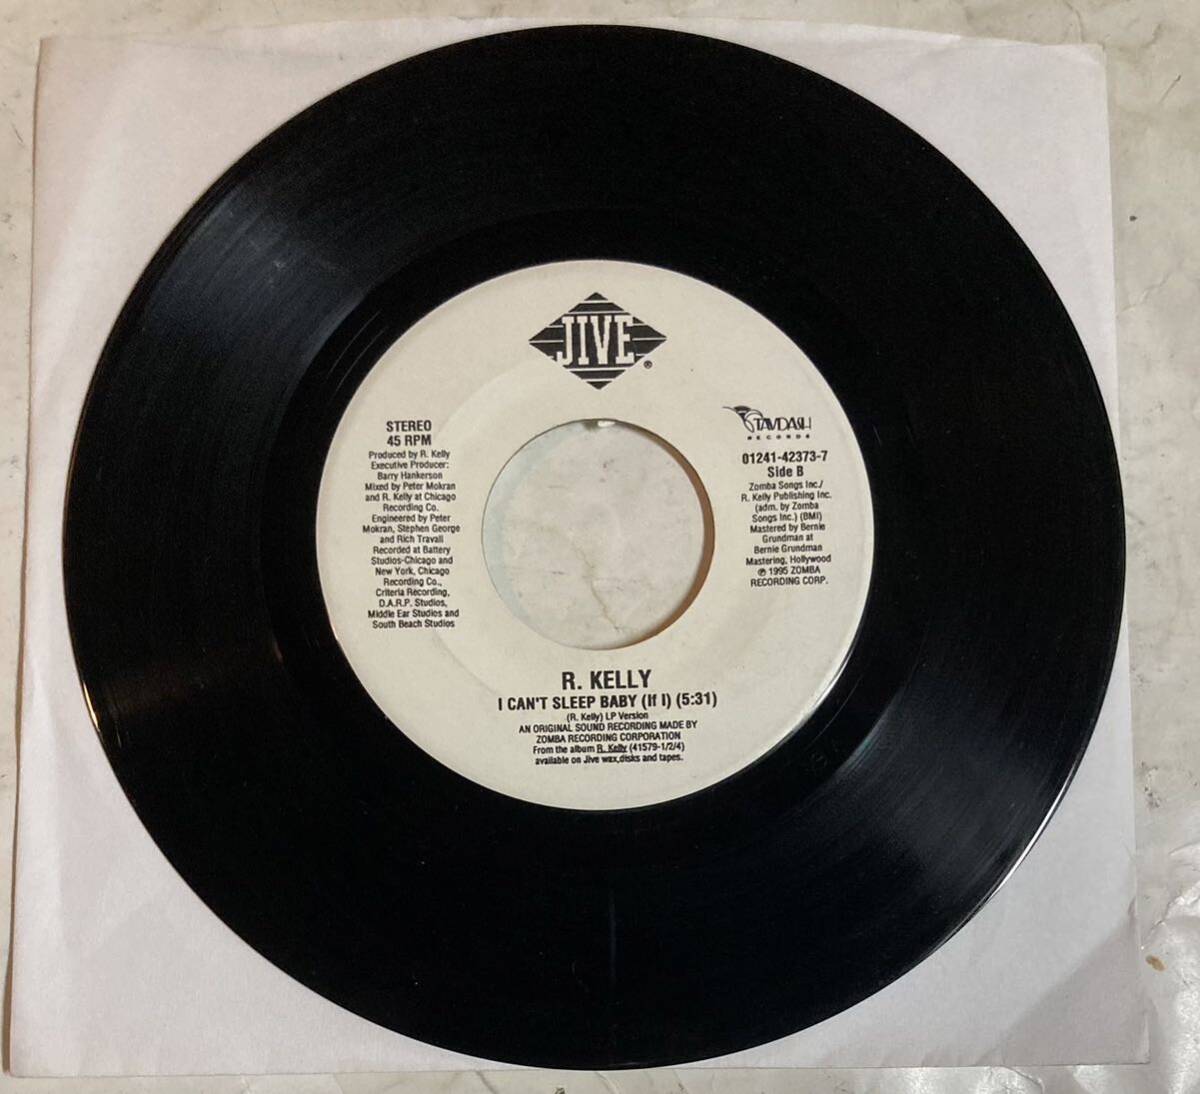 JIVE
®
STEREO
45 RPM
Produced by R. Kelly
Executive Producer:
Barry Hankerson
Mixed by Peter Mokran
and R. Kelly at Chicago
Recording Co.
Engineered by Peter
Mokran, Stephen George
and Rich Travali
Recorded at Battery
Studios-Chicago and
New York, Chicago
Recording Co.,
Criteria Recording,
D.A.R.P. Studios,
Middle Ear Studios and
South Beach Studios
TAVDASH
RECORDS
01241-42373-7
Side B
Zomba Songs Inc./
R. Kelly Publishing Inc.
(adm. by Zomba
Songs Inc.) (BMI)
Mastered by Bernie
Grundman at
Bernie Grundman
Mastering, Hollywood
℗ 1995 ZOMBA
RECORDING CORP.
R. KELLY
I CAN'T SLEEP BABY (If I) (5:31)
(R. Kelly) LP Version
AN ORIGINAL SOUND RECORDING MADE BY
ZOMBA RECORDING CORPORATION
From the album R. Kelly (41579-1/2/4)
available on Jive wax,disks and tapes.